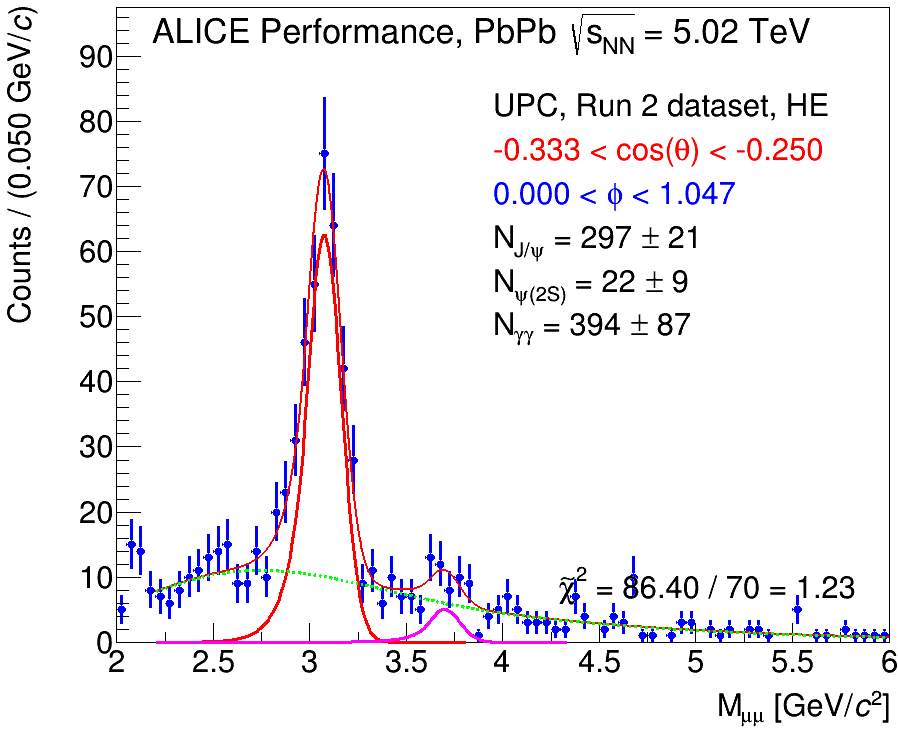 ALICE Performance, PbPb √s_NN = 5.02 TeV
UPC, Run 2 dataset, HE
-0.333 < cos(θ) < -0.250
0.000 < ϕ < 1.047
N_J/ψ = 297 ± 21
N_ψ(2S) = 22 ± 9
N_γγ = 394 ± 87
χ̃² = 86.40 / 70 = 1.23
Counts / (0.050 GeV/c)
90
80
70
60
50
40
30
20
10
0
2 2.5 3 3.5 4 4.5 5 5.5 6
M_μμ [GeV/c²]